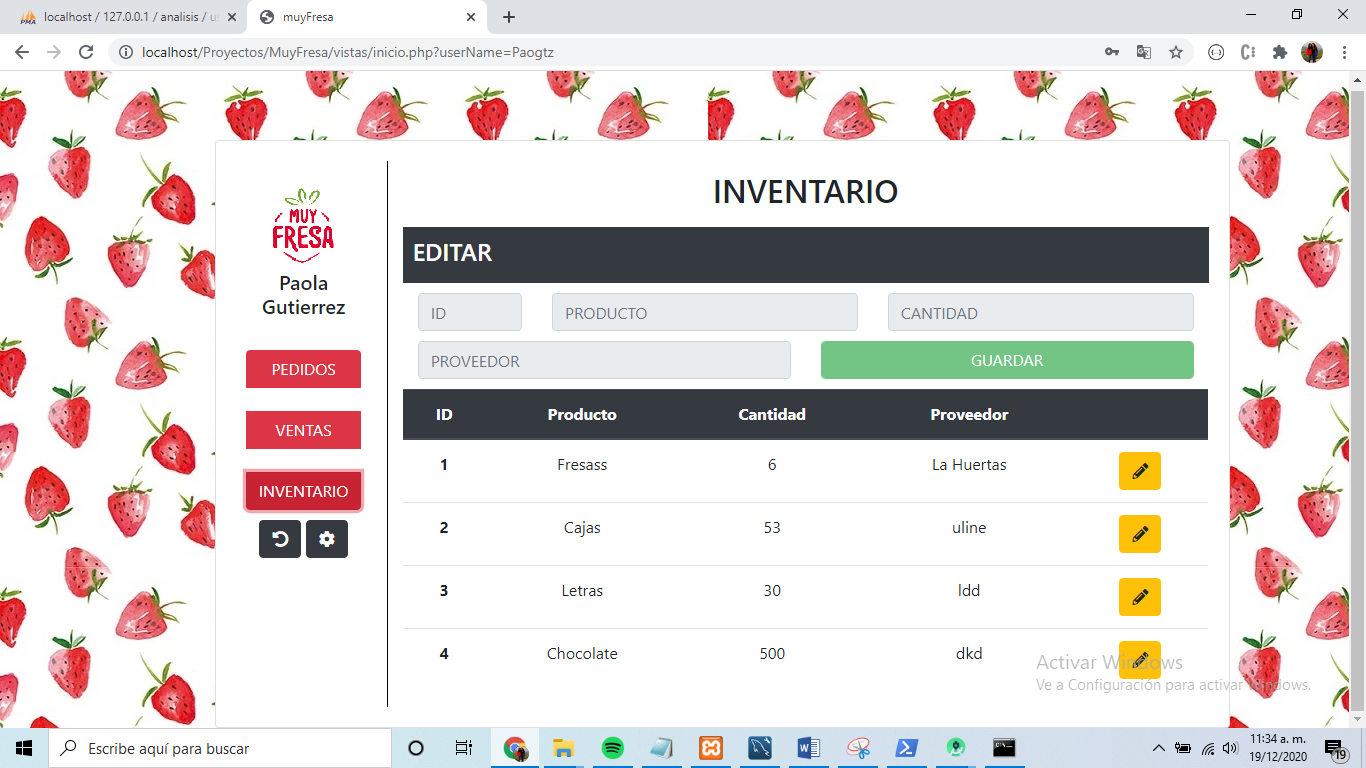 localhost / 127.0.0.1 / analisis / u
muyFresa
localhost/Proyectos/MuyFresa/vistas/inicio.php?userName=Paogtz
MUY
FRESA
Paola
Gutierrez
PEDIDOS
VENTAS
INVENTARIO
INVENTARIO
EDITAR
ID PRODUCTO CANTIDAD
PROVEEDOR GUARDAR
ID Producto Cantidad Proveedor
1 Fresass 6 La Huertas
2 Cajas 53 uline
3 Letras 30 ldd
4 Chocolate 500 dkd
Activar Windows
Ve a Configuración para activar Windows.
Escribe aquí para buscar
11:34 a. m.
19/12/2020
19